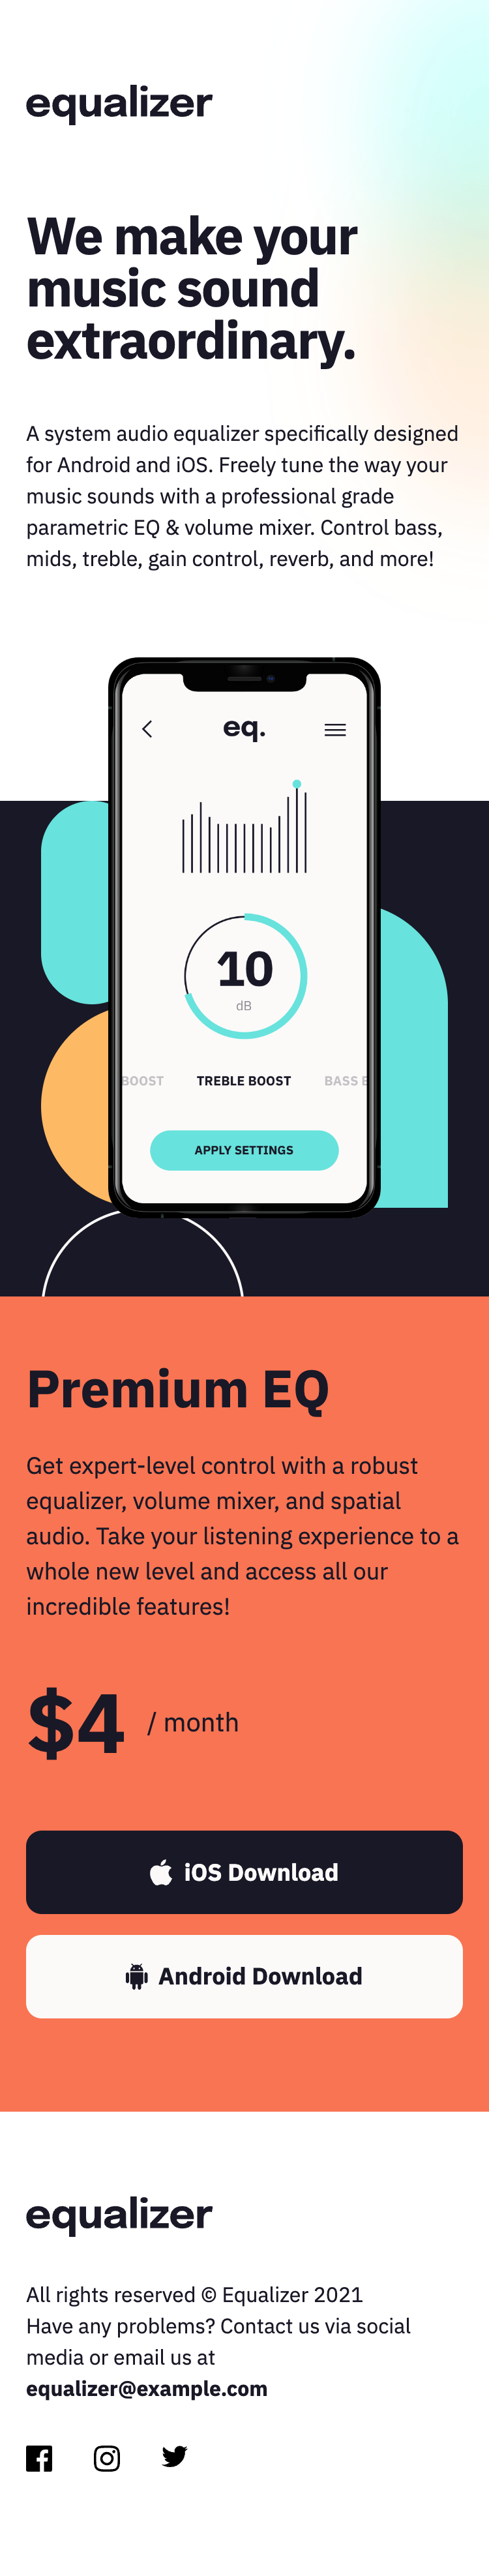 equalizer
We make your
music sound
extraordinary.
A system audio equalizer specifically designed
for Android and iOS. Freely tune the way your
music sounds with a professional grade
parametric EQ & volume mixer. Control bass,
mids, treble, gain control, reverb, and more!
eq.
10
dB
BOOST TREBLE BOOST BASS B
APPLY SETTINGS
Premium EQ
Get expert-level control with a robust
equalizer, volume mixer, and spatial
audio. Take your listening experience to a
whole new level and access all our
incredible features!
$4 / month
iOS Download
Android Download
equalizer
All rights reserved © Equalizer 2021
Have any problems? Contact us via social
media or email us at
equalizer@example.com